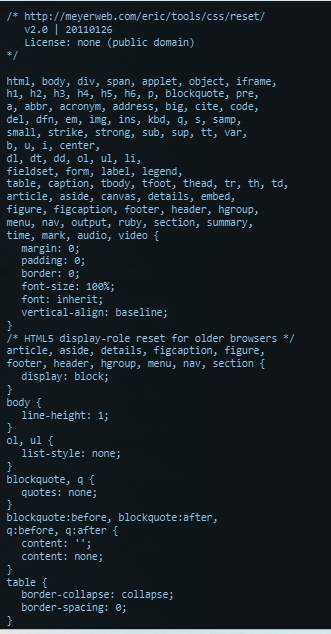 /* http://meyerweb.com/eric/tools/css/reset/
v2.0 | 20110126
License: none (public domain)
*/
html, body, div, span, applet, object, iframe,
h1, h2, h3, h4, h5, h6, p, blockquote, pre,
a, abbr, acronym, address, big, cite, code,
del, dfn, em, img, ins, kbd, q, s, samp,
small, strike, strong, sub, sup, tt, var,
b, u, i, center,
dl, dt, dd, ol, ul, li,
fieldset, form, label, legend,
table, caption, tbody, tfoot, thead, tr, th, td,
article, aside, canvas, details, embed,
figure, figcaption, footer, header, hgroup,
menu, nav, output, ruby, section, summary,
time, mark, audio, video {
margin: 0;
padding: 0;
border: 0;
font-size: 100%;
font: inherit;
vertical-align: baseline;
}
/* HTML5 display-role reset for older browsers */
article, aside, details, figcaption, figure,
footer, header, hgroup, menu, nav, section {
display: block;
}
body {
line-height: 1;
}
ol, ul {
list-style: none;
}
blockquote, q {
quotes: none;
}
blockquote:before, blockquote:after,
q:before, q:after {
content: '';
content: none;
}
table {
border-collapse: collapse;
border-spacing: 0;
}